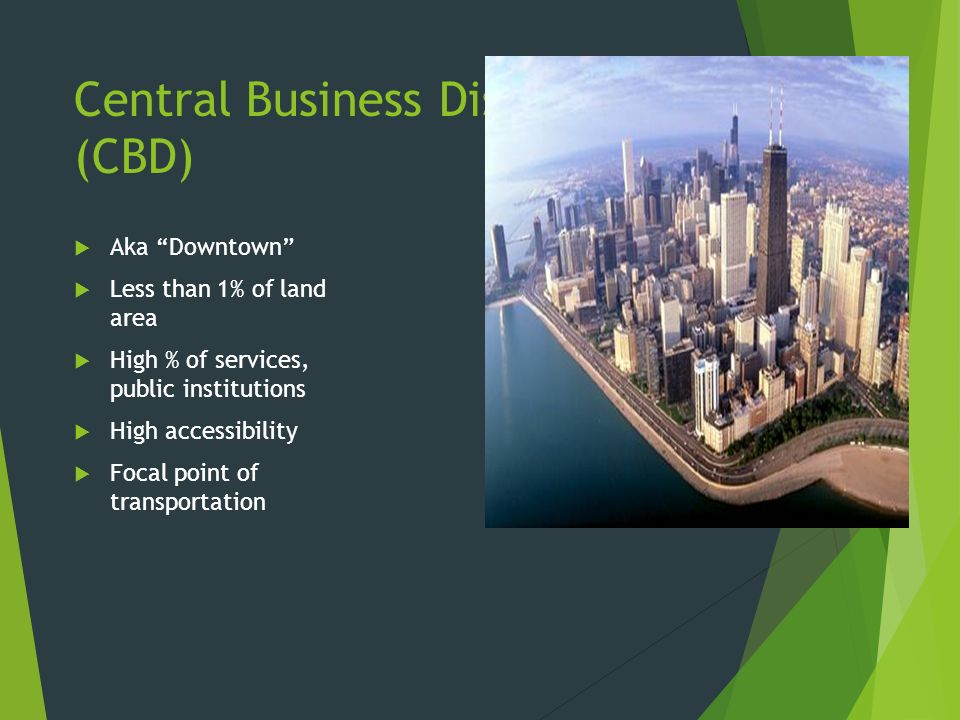 Central Business Dis
(CBD)
Aka “Downtown”
Less than 1% of land
area
High % of services,
public institutions
High accessibility
Focal point of
transportation